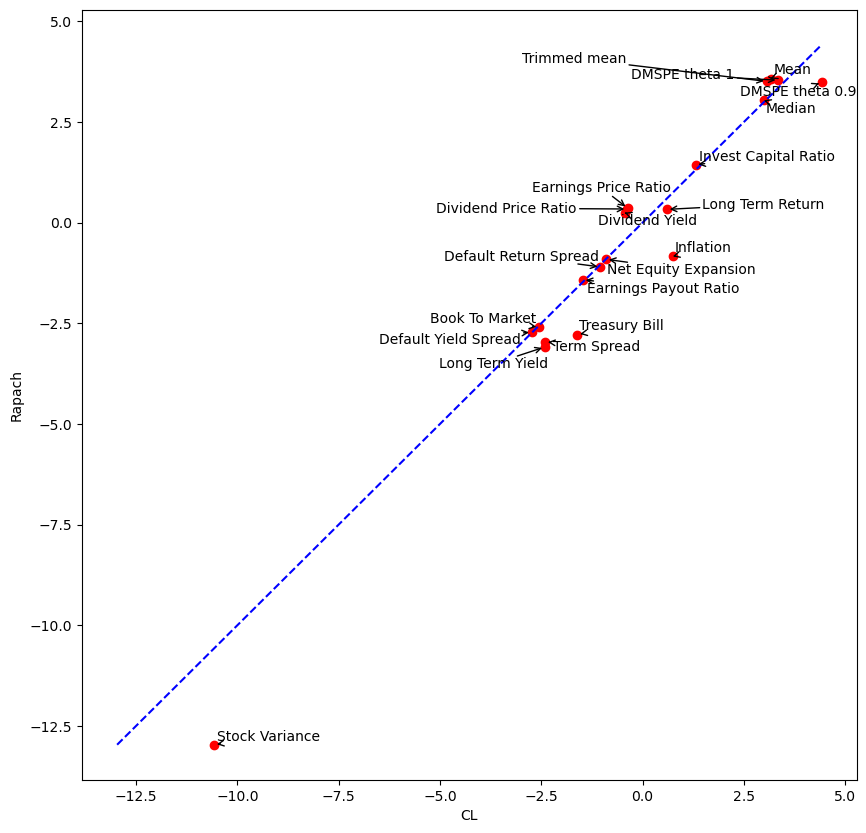 5.0
Trimmed mean
Mean
DMSPE theta 1
DMSPE theta 0.9
2.5
Median
Invest Capital Ratio
Earnings Price Ratio
Dividend Price Ratio
Long Term Return
0.0
Dividend Yield
Inflation
Default Return Spread
Net Equity Expansion
Earnings Payout Ratio
−2.5
Book To Market
Treasury Bill
Default Yield Spread
Term Spread
Long Term Yield
Rapach
−5.0
−7.5
−10.0
−12.5
Stock Variance
−12.5 −10.0 −7.5 −5.0 −2.5 0.0 2.5 5.0
CL